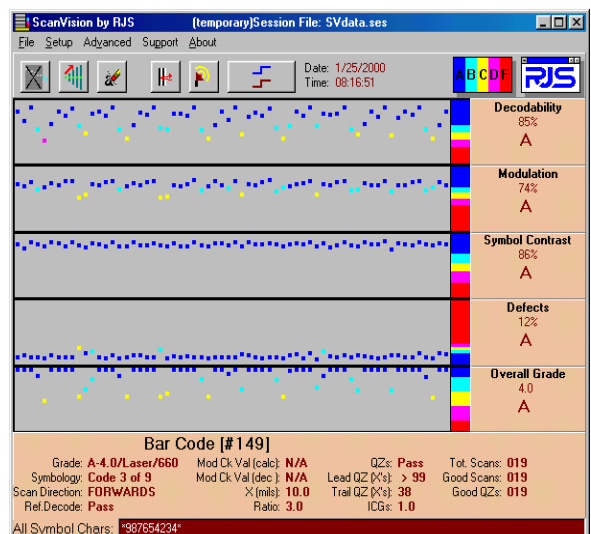 ScanVision by RJS (temporary)Session File: SVdata.ses
File Setup Advanced Support About
Date: 1/25/2000
Time: 08:16:51
A B C D F
RJS
Decodability
85%
A
Modulation
74%
A
Symbol Contrast
86%
A
Defects
12%
A
Overall Grade
4.0
A
Bar Code [#149]
Grade: A-4.0/Laser/660 Mod Ck Val (calc): N/A QZs: Pass Tot. Scans: 019
Symbology: Code 3 of 9 Mod Ck Val (dec ): N/A Lead QZ (X's): > 99 Good Scans: 019
Scan Direction: FORWARDS X (mils): 10.0 Trail QZ (X's): 38 Good QZs: 019
Ref.Decode: Pass Ratio: 3.0 ICGs: 1.0
All Symbol Chars: *987654234*